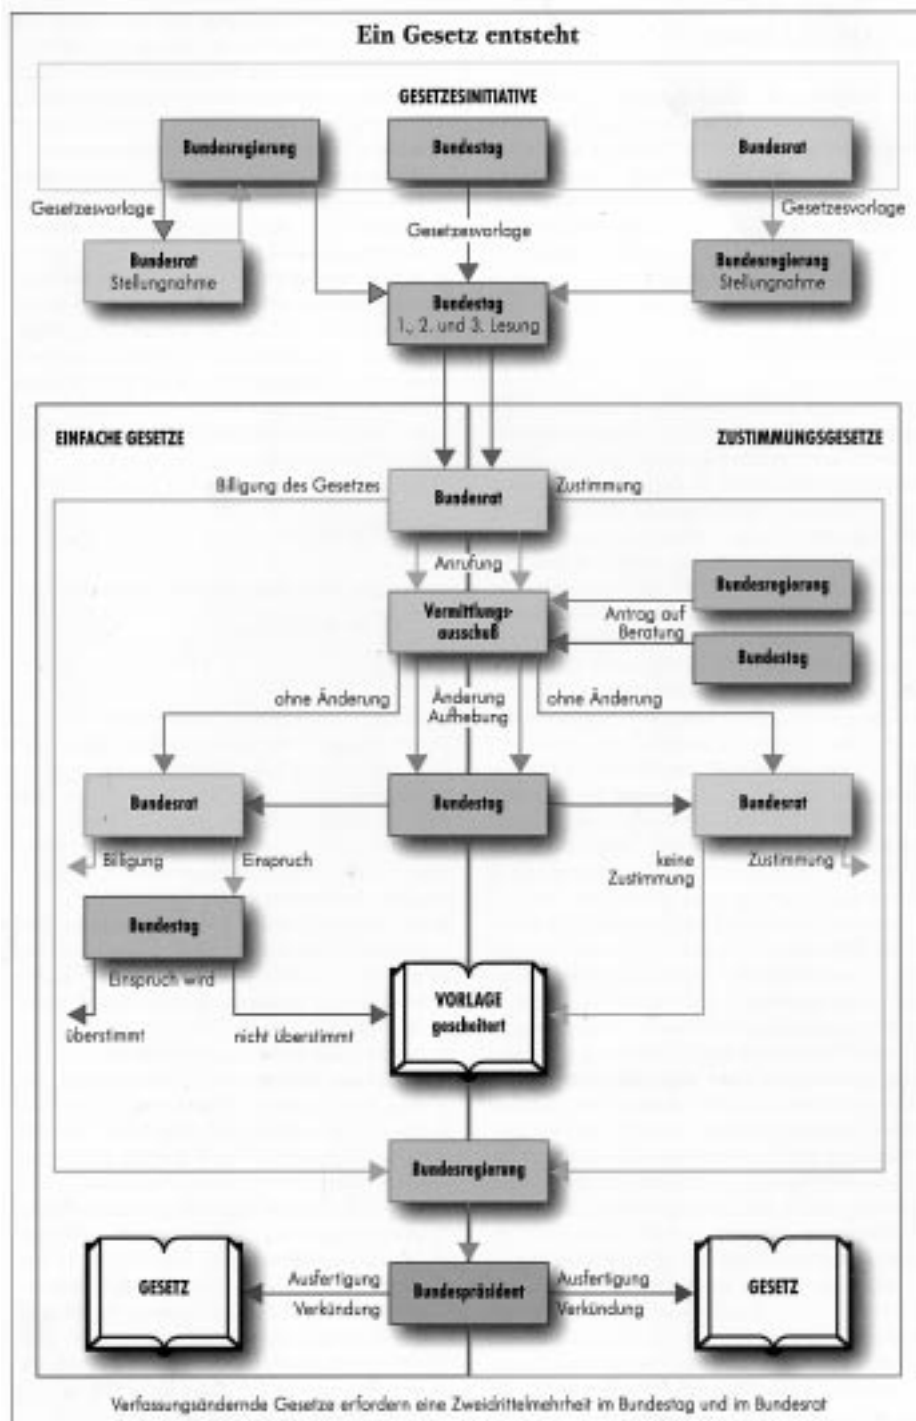 Ein Gesetz entsteht
GESETZESINITIATIVE
Bundesregierung
Bundestag
Bundesrat
Gesetzesvorlage
Gesetzesvorlage
Gesetzesvorlage
Bundesrat
Stellungnahme
Bundesregierung
Stellungnahme
Bundestag
1., 2. und 3. Lesung
EINFACHE GESETZE
ZUSTIMMUNGSGESETZE
Billigung des Gesetzes
Bundesrat
Zustimmung
Anrufung
Vermittlungs-
ausschuß
Bundesregierung
Antrag auf
Beratung
Bundestag
ohne Änderung
Änderung
Aufhebung
ohne Änderung
Bundesrat
Bundestag
Bundesrat
Billigung
Einspruch
keine
Zustimmung
Zustimmung
Bundestag
Einspruch wird
überstimmt
nicht überstimmt
VORLAGE
gescheitert
Bundesregierung
GESETZ
Ausfertigung
Verkündung
Bundespräsident
Ausfertigung
Verkündung
GESETZ
Verfassungsändernde Gesetze erfordern eine Zweidrittelmehrheit im Bundestag und im Bundesrat